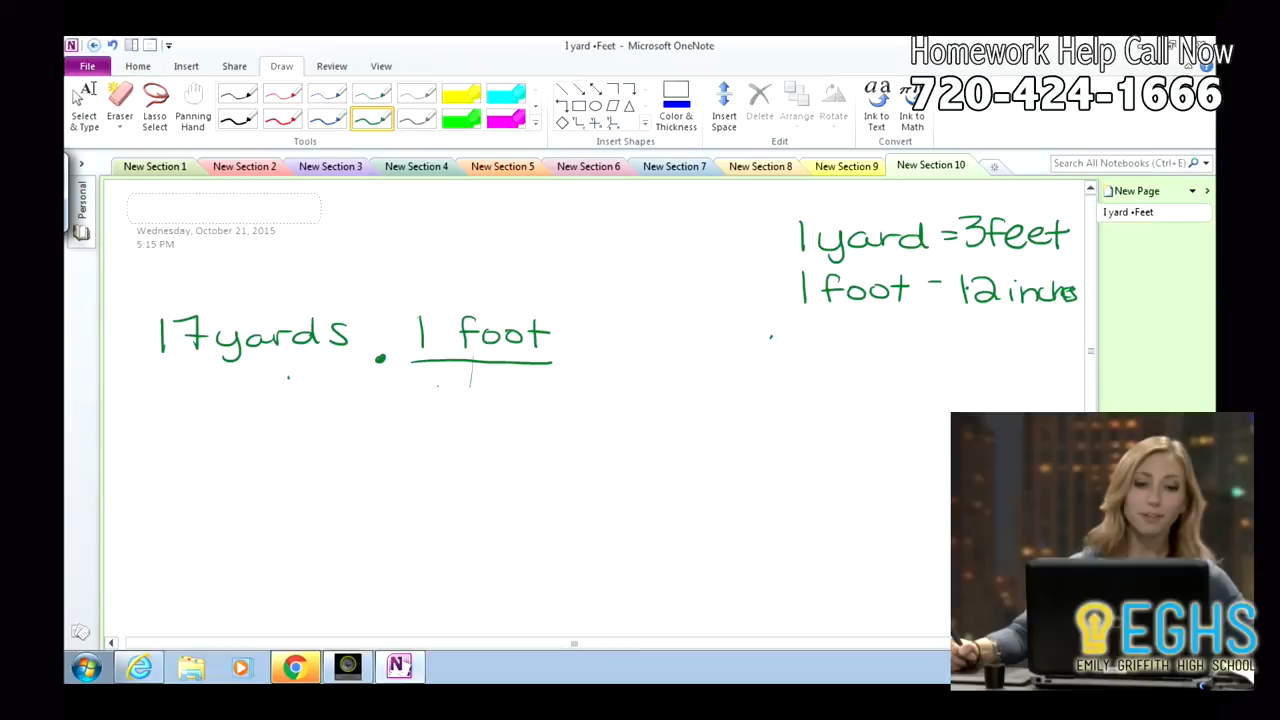 1 yard •Feet - Microsoft OneNote
Homework Help Call Now
720-424-1666
File Home Insert Share Draw Review View
Select & Type
Eraser
Lasso Select
Panning Hand
Color & Thickness
Insert Space
Delete
Arrange
Rotate
Ink to Text
Ink to Math
Tools
Insert Shapes
Edit
Convert
New Section 1 New Section 2 New Section 3 New Section 4 New Section 5 New Section 6 New Section 7 New Section 8 New Section 9 New Section 10
Search All Notebooks (Ctrl+E)
Personal
New Page
1 yard •Feet
Wednesday, October 21, 2015
5:15 PM
1 yard = 3 feet
1 foot - 12 inches
17 yards . 1 foot
EGHS
EMILY GRIFFITH HIGH SCHOOL